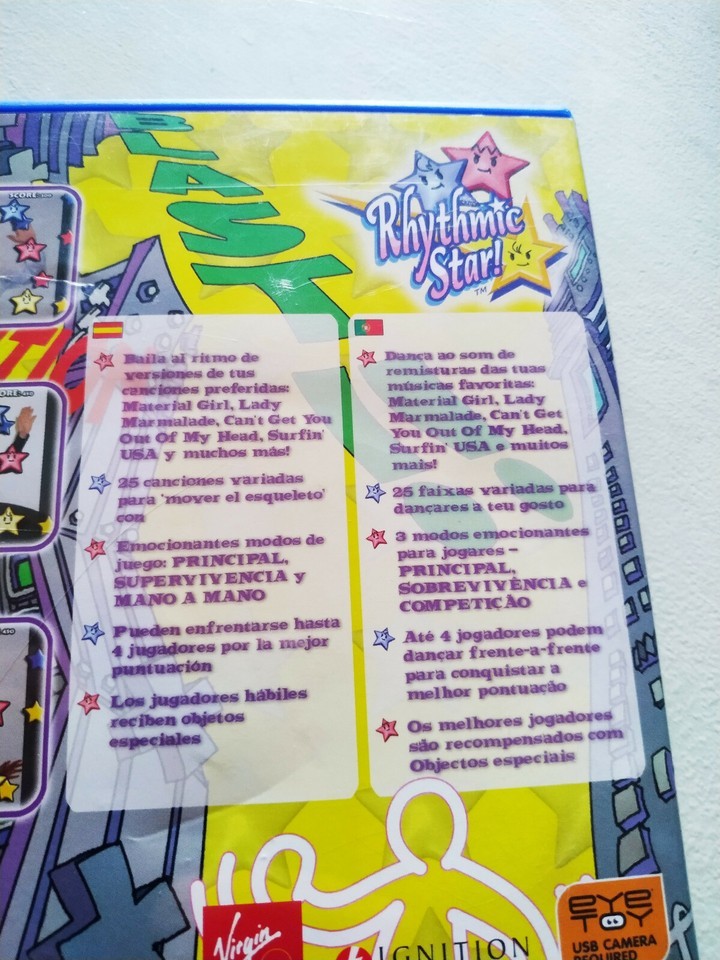 BLAST
Rhythmic
Star!
TM
SCORE
Baila al ritmo de
versiones de tus
canciones preferidas:
Material Girl, Lady
Marmalade, Can't Get You
Out Of My Head, Surfin'
USA y muchos más!
25 canciones variadas
para 'mover el esqueleto'
con
Emocionantes modos de
juego: PRINCIPAL,
SUPERVIVENCIA y
MANO A MANO
Pueden enfrentarse hasta
4 jugadores por la mejor
puntuación
Los jugadores hábiles
reciben objetos
especiales
Dança ao som de
remisturas das tuas
músicas favoritas:
Material Girl, Lady
Marmalade, Can't Get
You Out Of My Head,
Surfin' USA e muitos
mais!
25 faixas variadas para
dançares a teu gosto
3 modos emocionantes
para jogares –
PRINCIPAL,
SOBREVIVÊNCIA e
COMPETIÇÃO
Até 4 jogadores podem
dançar frente-a-frente
para conquistar a
melhor pontuação
Os melhores jogadores
são recompensados com
Objectos especiais
Virgin
IGNITION
EYE
TOY
USB CAMERA
REQUIRED